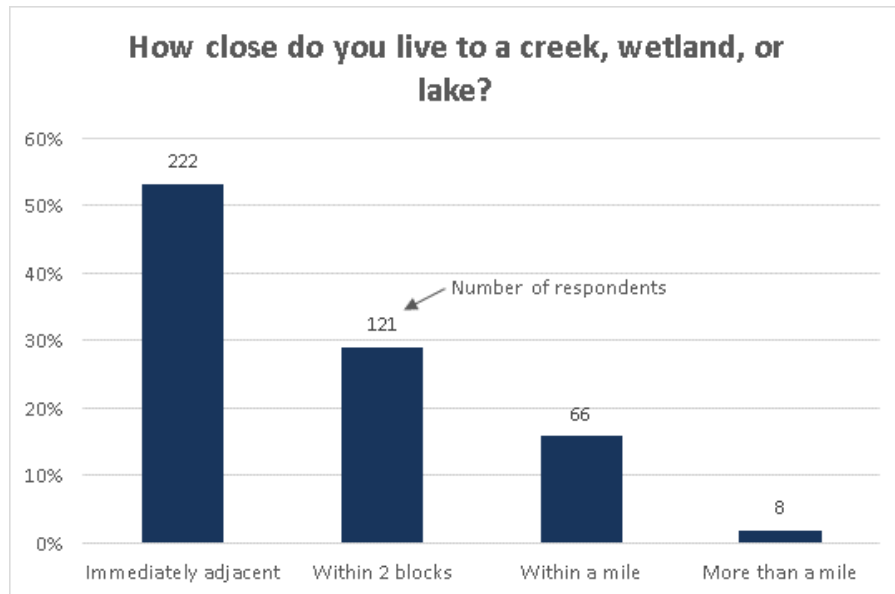 How close do you live to a creek, wetland, or
lake?
60%
222
50%
40%
Number of respondents
121
30%
20%
66
10%
8
0%
Immediately adjacent Within 2 blocks Within a mile More than a mile